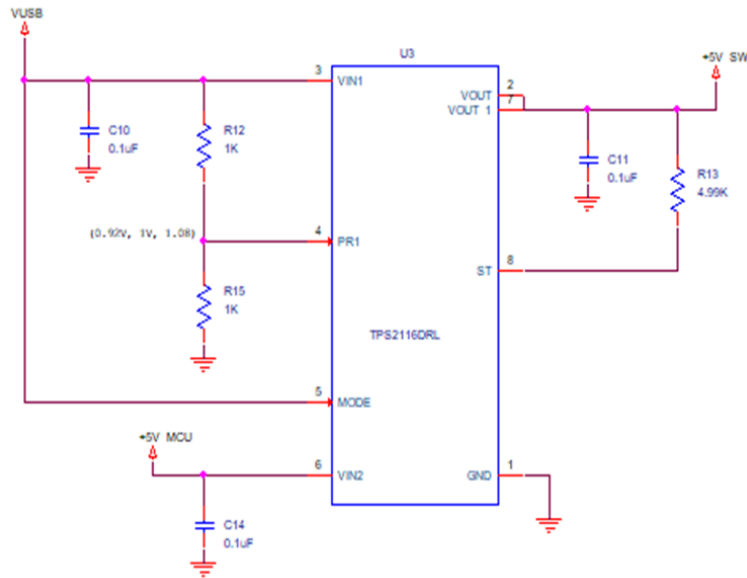 VUSB
U3
+5V SW
3
VIN1
VOUT
2
VOUT 1
7
C10
0.1uF
R12
1K
C11
0.1uF
R13
4.99K
(0.92V, 1V, 1.08)
4
PR1
ST
8
R15
1K
TPS2116DRL
5
MODE
+5V MCU
6
VIN2
GND
1
C14
0.1uF